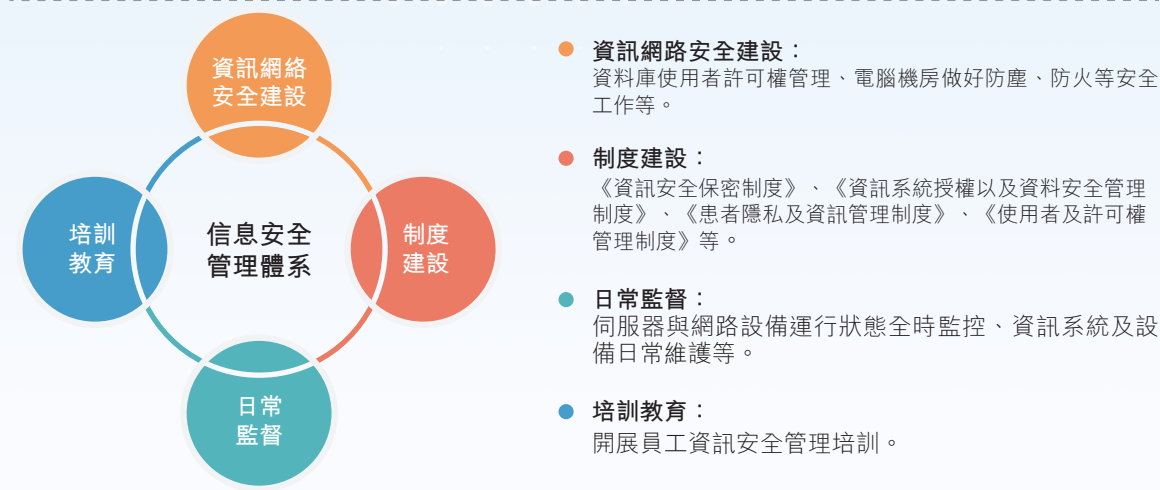 資訊網絡
安全建設
培訓
教育
信息安全
管理體系
制度
建設
日常
監督
資訊網路安全建設：
資料庫使用者許可權管理、電腦機房做好防塵、防火等安全
工作等。
制度建設：
《資訊安全保密制度》、《資訊系統授權以及資料安全管理
制度》、《患者隱私及資訊管理制度》、《使用者及許可權
管理制度》等。
日常監督：
伺服器與網路設備運行狀態全時監控、資訊系統及設
備日常維護等。
培訓教育：
開展員工資訊安全管理培訓。